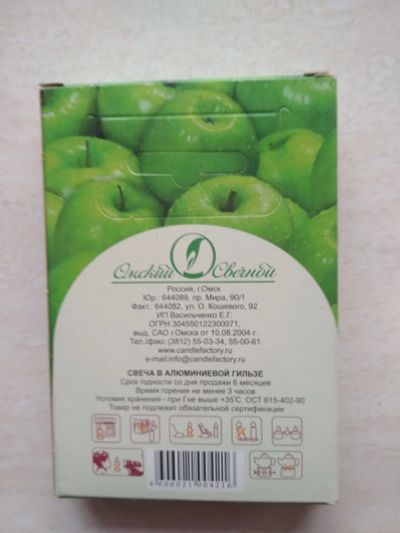 Омский Свечной
Россия, г.Омск
Юр.: 644089, пр. Мира, 90/1
Факт.: 644082, ул. О. Кошевого, 92
ИП Васильченко Е.Г.
ОГРН 304550122300071,
выд. САО г.Омска от 10.08.2004 г.
Тел./факс (3812) 55-03-34, 55-00-61
www.candlefactory.ru
e-mail:info@candlefactory.ru
СВЕЧА В АЛЮМИНИЕВОЙ ГИЛЬЗЕ
Срок годности со дня продажи 6 месяцев
Время горения не менее 3 часов
Условия хранения - при t'не выше +35'С. ОСТ 615-402-90
Товар не подлежит обязательной сертификации
4606021004216